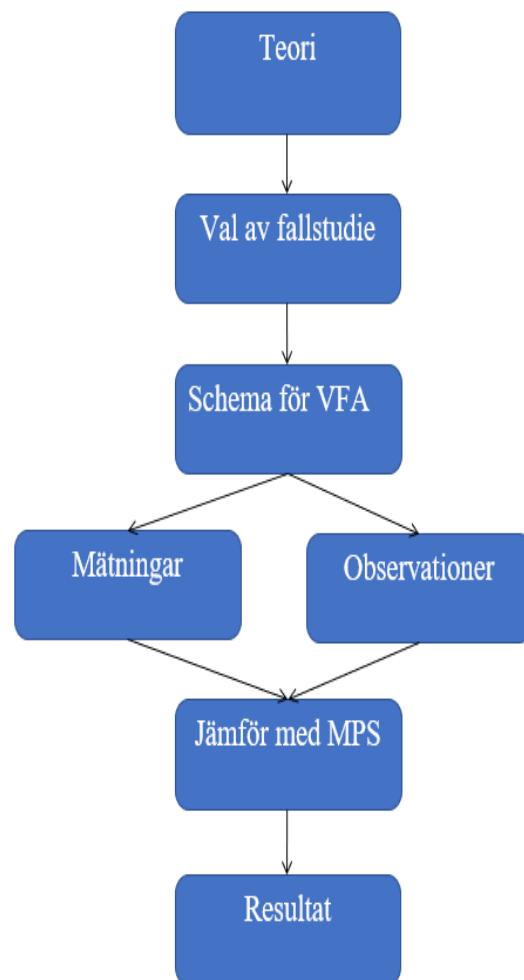 Teori
Val av fallstudie
Schema för VFA
Mätningar
Observationer
Jämför med MPS
Resultat